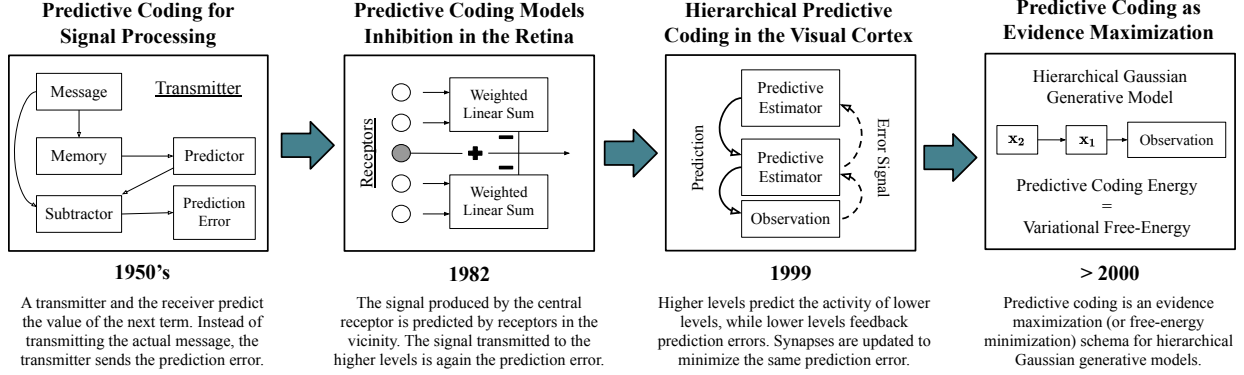 Predictive Coding for
Signal Processing
Message
Transmitter
Memory
Predictor
Subtractor
Prediction
Error
1950's
A transmitter and the receiver predict
the value of the next term. Instead of
transmitting the actual message, the
transmitter sends the prediction error.
Predictive Coding Models
Inhibition in the Retina
Receptors
Weighted
Linear Sum
Weighted
Linear Sum
1982
The signal produced by the central
receptor is predicted by receptors in the
vicinity. The signal transmitted to the
higher levels is again the prediction error.
Hierarchical Predictive
Coding in the Visual Cortex
Prediction
Predictive
Estimator
Predictive
Estimator
Observation
Error Signal
1999
Higher levels predict the activity of lower
levels, while lower levels feedback
prediction errors. Synapses are updated to
minimize the same prediction error.
Predictive Coding as
Evidence Maximization
Hierarchical Gaussian
Generative Model
x₂
x₁
Observation
Predictive Coding Energy
=
Variational Free-Energy
> 2000
Predictive coding is an evidence
maximization (or free-energy
minimization) schema for hierarchical
Gaussian generative models.